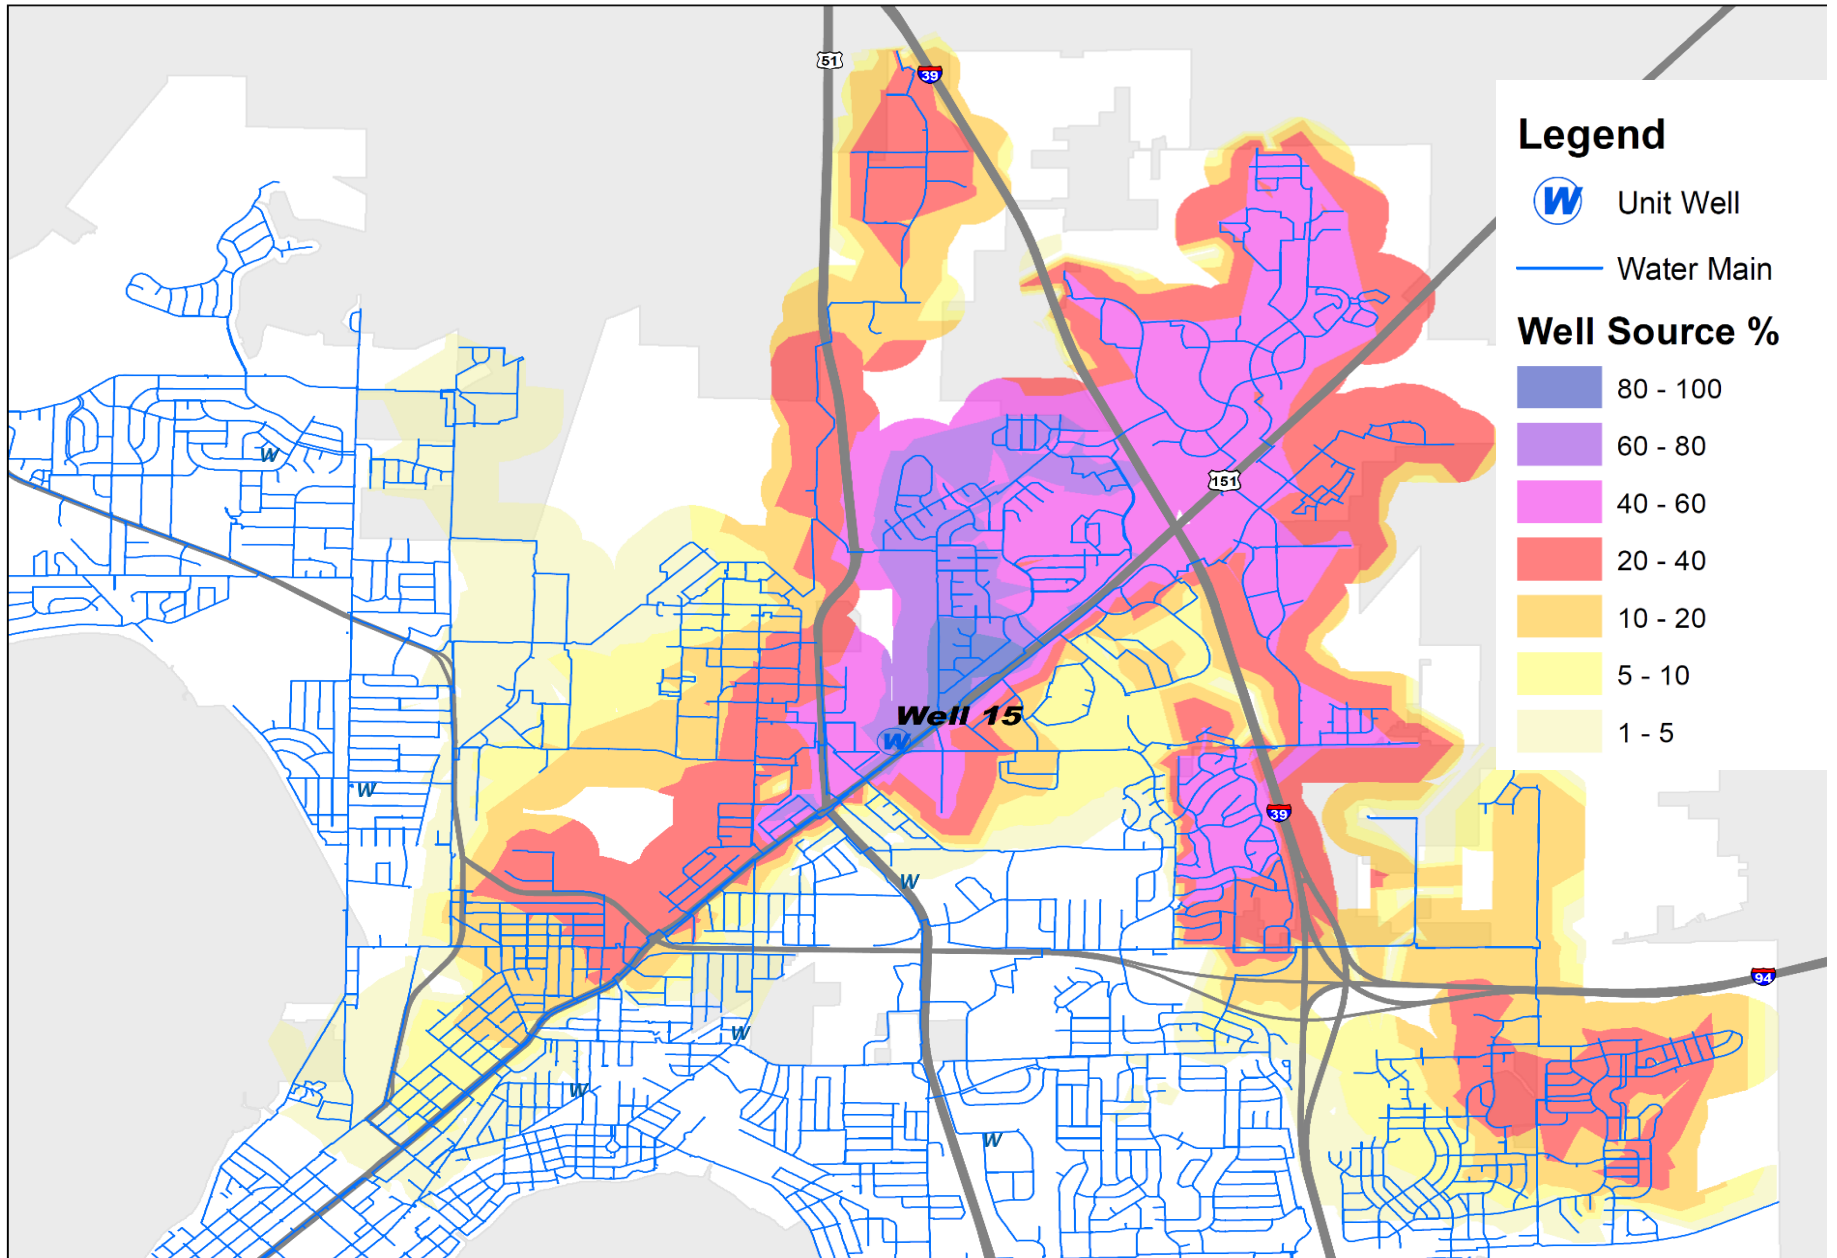 51
39
Legend
W Unit Well
Water Main
Well Source %
80 - 100
60 - 80
40 - 60
20 - 40
10 - 20
5 - 10
1 - 5
W
151
Well 15
W
W
39
W
94
W
W
W